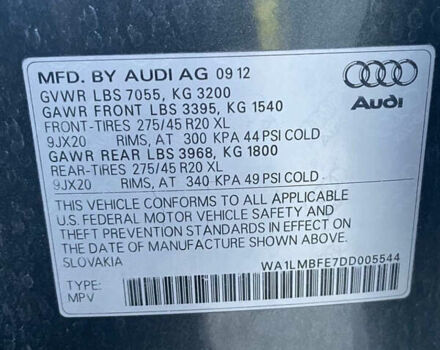 MFD. BY AUDI AG 09 12
GVWR LBS 7055, KG 3200
GAWR FRONT LBS 3395, KG 1540
FRONT-TIRES 275/45 R20 XL
9JX20 RIMS, AT 300 KPA 44 PSI COLD
GAWR REAR LBS 3968, KG 1800
REAR-TIRES 275/45 R20 XL
9JX20 RIMS, AT 340 KPA 49 PSI COLD
Audi
THIS VEHICLE CONFORMS TO ALL APPLICABLE
U.S. FEDERAL MOTOR VEHICLE SAFETY AND
THEFT PREVENTION STANDARDS IN EFFECT ON
THE DATE OF MANUFACTURE SHOWN ABOVE
SLOVAKIA
WA1LMBFE7DD005544
TYPE:
MPV